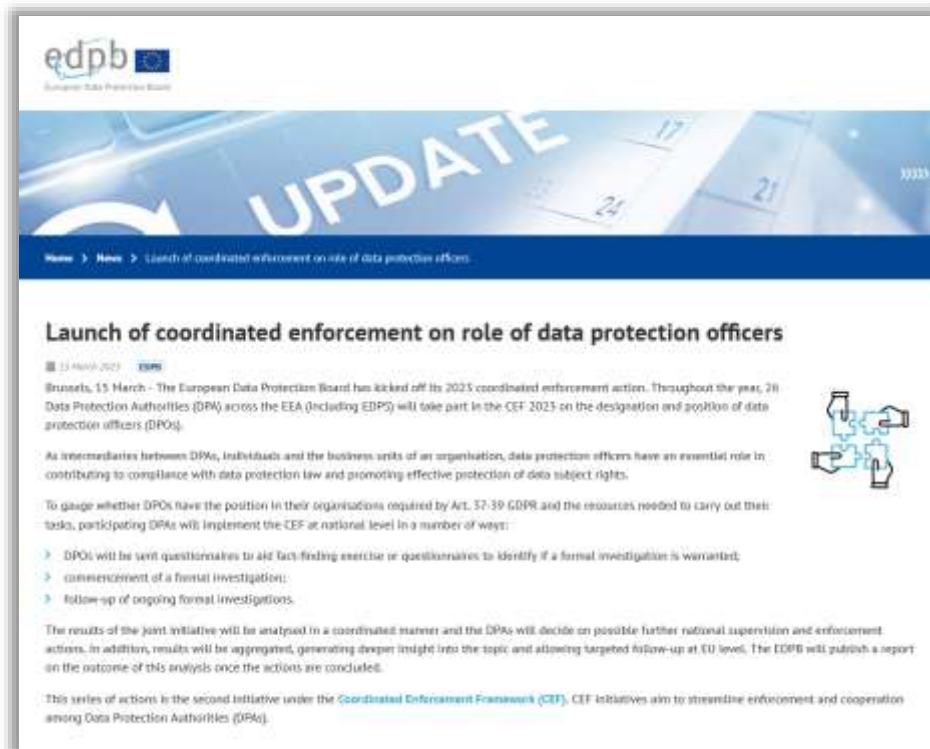 edpb
European Data Protection Board
UPDATE
17
23
24
21
Home > News > Launch of coordinated enforcement on role of data protection officers
Launch of coordinated enforcement on role of data protection officers
15 March 2023 EDPB
Brussels, 15 March - The European Data Protection Board has kicked off its 2023 coordinated enforcement action. Throughout the year, 26
Data Protection Authorities (DPA) across the EEA (including EDPS) will take part in the CEF 2023 on the designation and position of data
protection officers (DPOs).
As intermediaries between DPAs, individuals and the business units of an organisation, data protection officers have an essential role in
contributing to compliance with data protection law and promoting effective protection of data subject rights.
To gauge whether DPOs have the position in their organisations required by Art. 37-39 GDPR and the resources needed to carry out their
tasks, participating DPAs will implement the CEF at national level in a number of ways:
DPOs will be sent questionnaires to aid fact-finding exercise or questionnaires to identify if a formal investigation is warranted;
commencement of a formal investigation;
follow-up of ongoing formal investigations.
The results of the joint initiative will be analysed in a coordinated manner and the DPAs will decide on possible further national supervision and enforcement
actions. In addition, results will be aggregated, generating deeper insight into the topic and allowing targeted follow-up at EU level. The EDPB will publish a report
on the outcome of this analysis once the actions are concluded.
This series of actions is the second initiative under the Coordinated Enforcement Framework (CEF). CEF initiatives aim to streamline enforcement and cooperation
among Data Protection Authorities (DPAs).